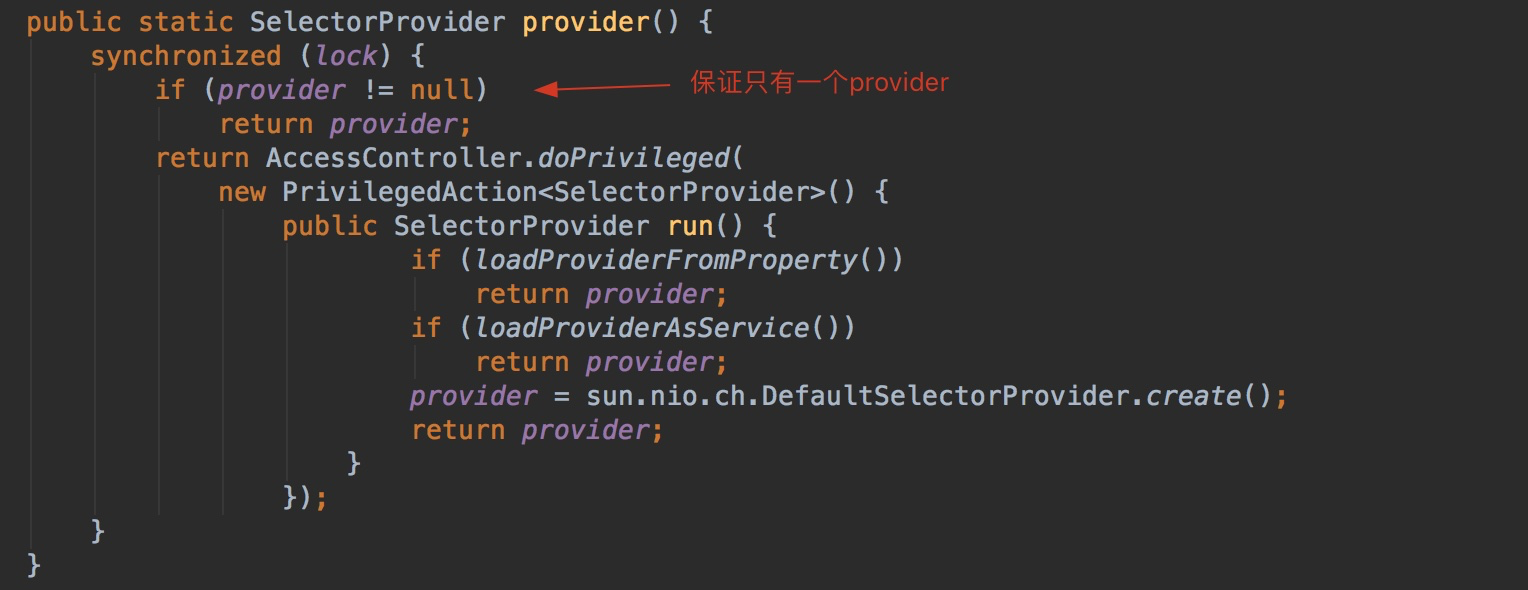 public static SelectorProvider provider() {
synchronized (lock) {
if (provider != null)
保证只有一个provider
return provider;
return AccessController.doPrivileged(
new PrivilegedAction<SelectorProvider>() {
public SelectorProvider run() {
if (loadProviderFromProperty())
return provider;
if (loadProviderAsService())
return provider;
provider = sun.nio.ch.DefaultSelectorProvider.create();
return provider;
}
});
}
}